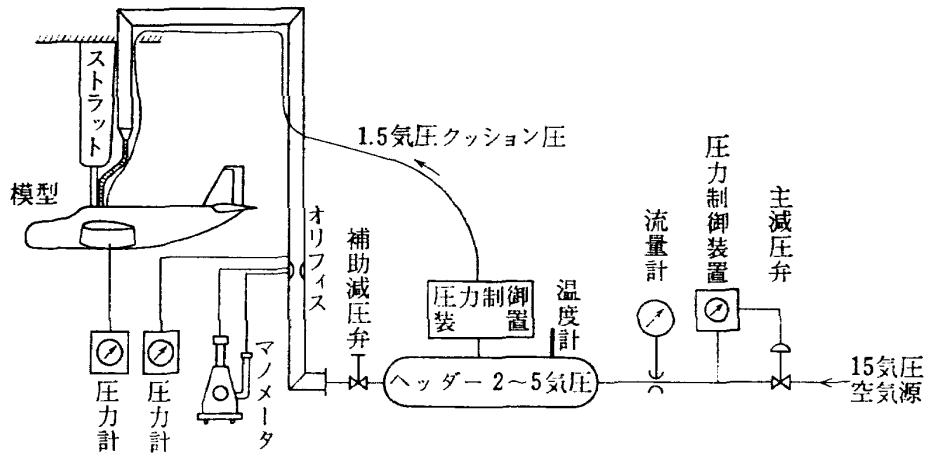 ストラット
模型
1.5気圧クッション圧
オリフィス
補助減圧弁
圧力制御
装置
温度計
流量計
圧力制御装置
主減圧弁
ヘッダー2～5気圧
15気圧
空気源
圧力計
圧力計
マノメータ